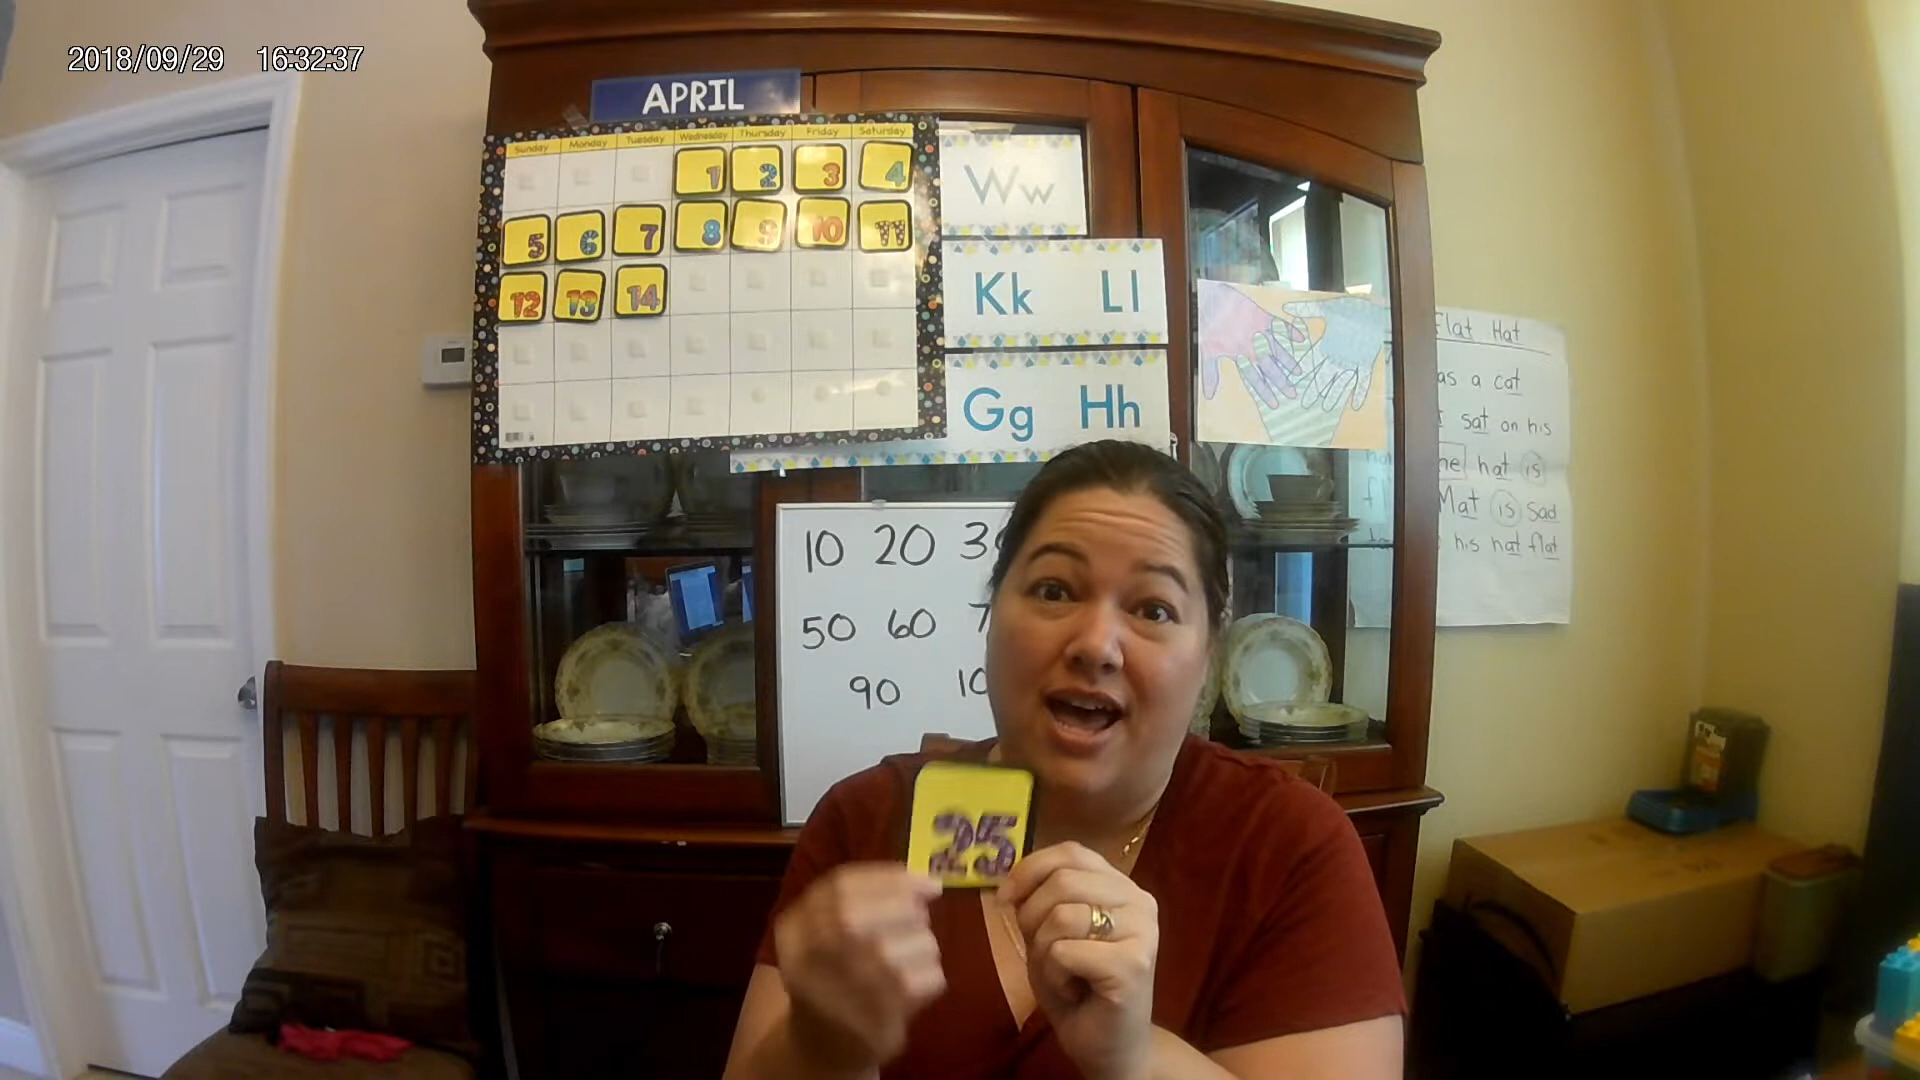 2018/09/29 16:32:37
APRIL
Sunday Monday Tuesday Wednesday Thursday Friday Saturday
1 2 3 4
5 6 7 8 9 10 11
12 13 14
Ww
Kk Ll
Gg Hh
Flat Hat
as a cat
sat on his
hat is
Mat is sad
his hat flat
10 20
50 60
90
25